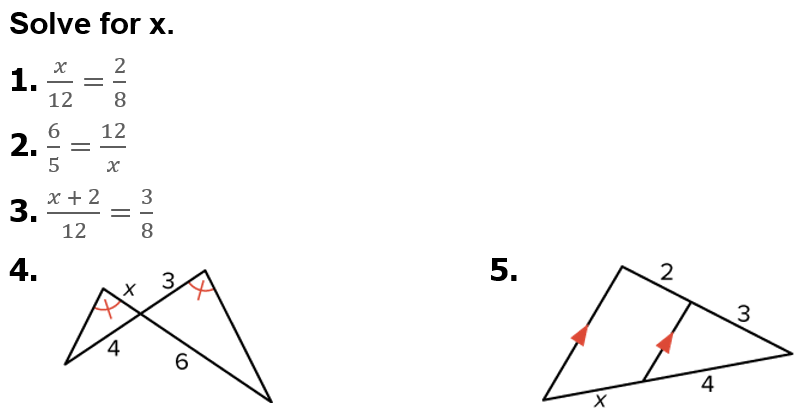 Solve for x.
1. x/12 = 2/8
2. 6/5 = 12/x
3. (x + 2)/12 = 3/8
4.
x
3
4
6
5.
2
3
4
x